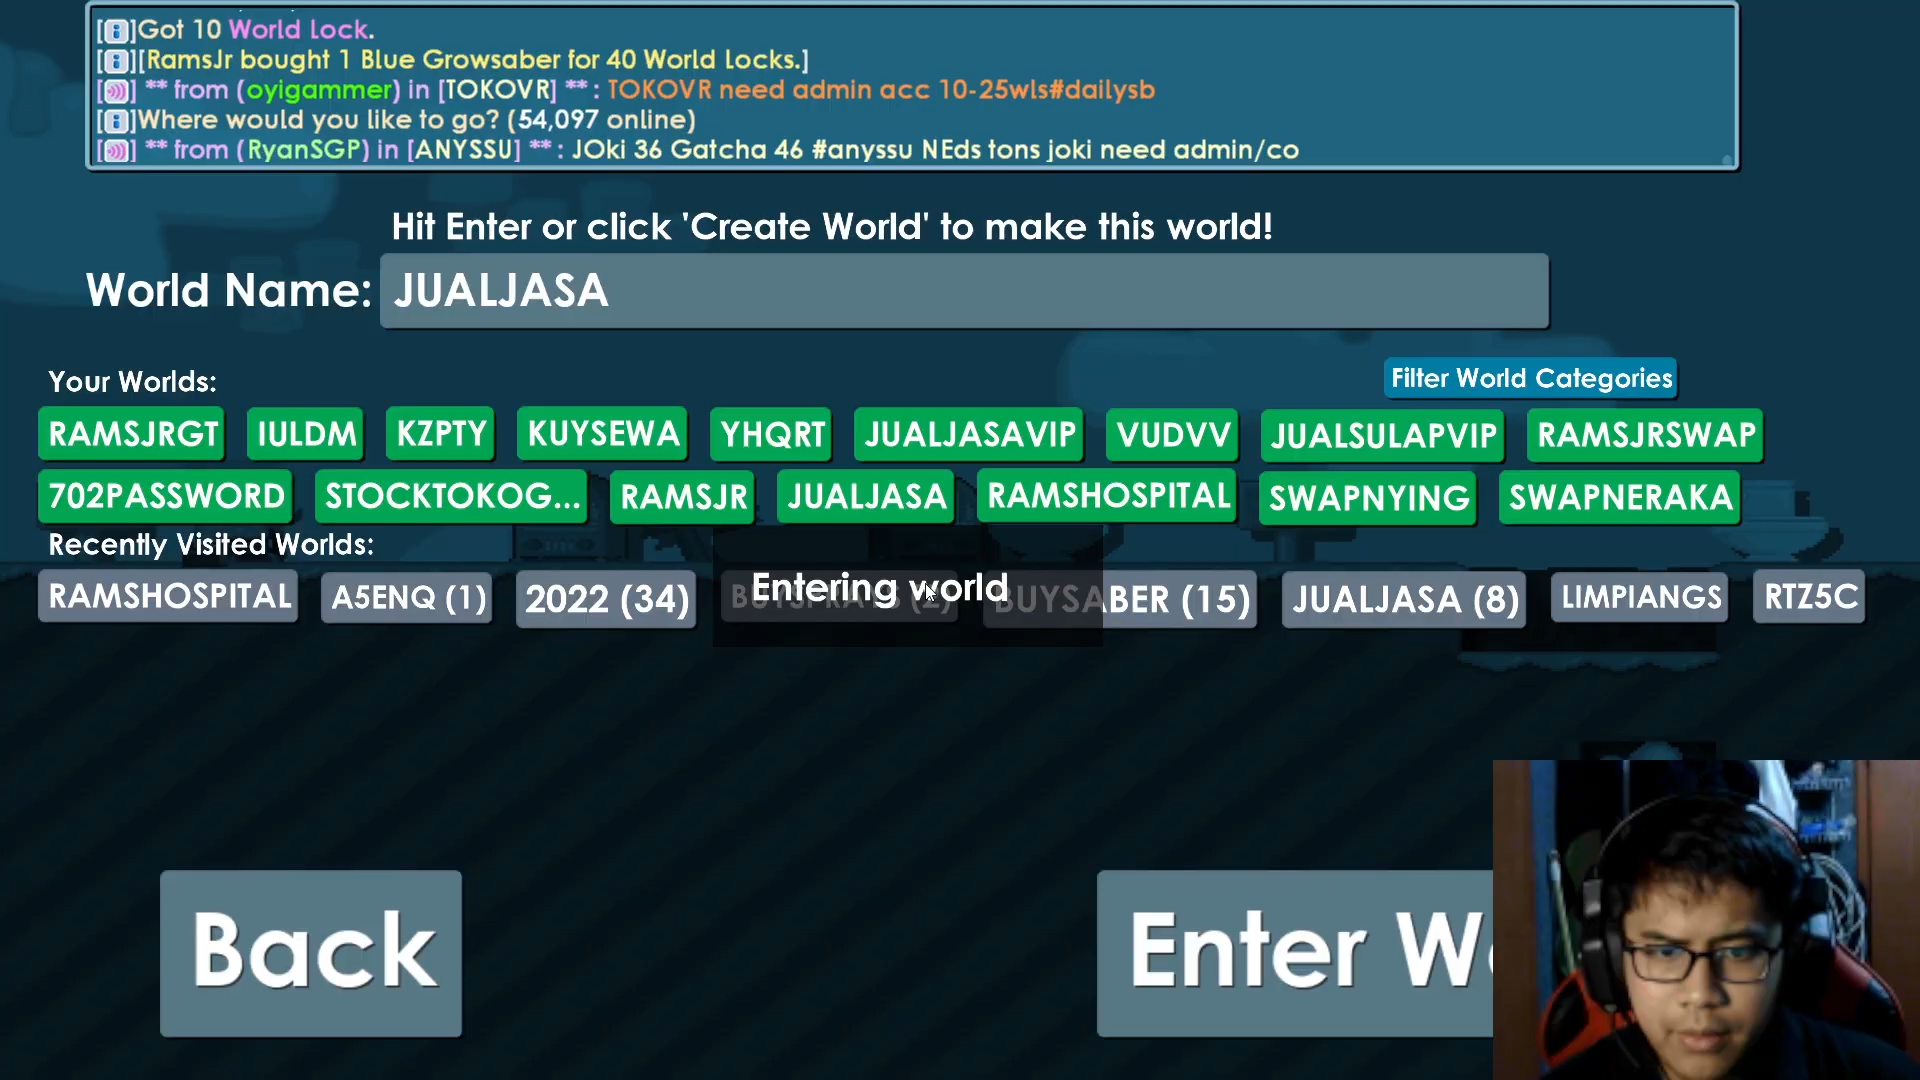 Got 10 World Lock.
[RamsJr bought 1 Blue Growsaber for 40 World Locks.]
** from (oyigammer) in [TOKOVR] ** : TOKOVR need admin acc 10-25wls#dailysb
Where would you like to go? (54,097 online)
** from (RyanSGP) in [ANYSSU] ** : JOki 36 Gatcha 46 #anyssu NEds tons joki need admin/co
Hit Enter or click 'Create World' to make this world!
World Name: JUALJASA
Your Worlds:
Filter World Categories
RAMSJRGT IULDM KZPTY KUYSEWA YHQRT JUALJASAVIP VUDVV JUALSULAPVIP RAMSJRSWAP
702PASSWORD STOCKTOKOG... RAMSJR JUALJASA RAMSHOSPITAL SWAPNYING SWAPNERAKA
Recently Visited Worlds:
RAMSHOSPITAL A5ENQ (1) 2022 (34) BUYSABER (15) JUALJASA (8) LIMPIANGS RTZ5C
Entering world
Back
Enter